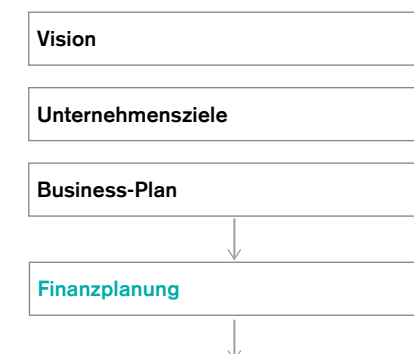 Vision
Unternehmensziele
Business-Plan
Finanzplanung